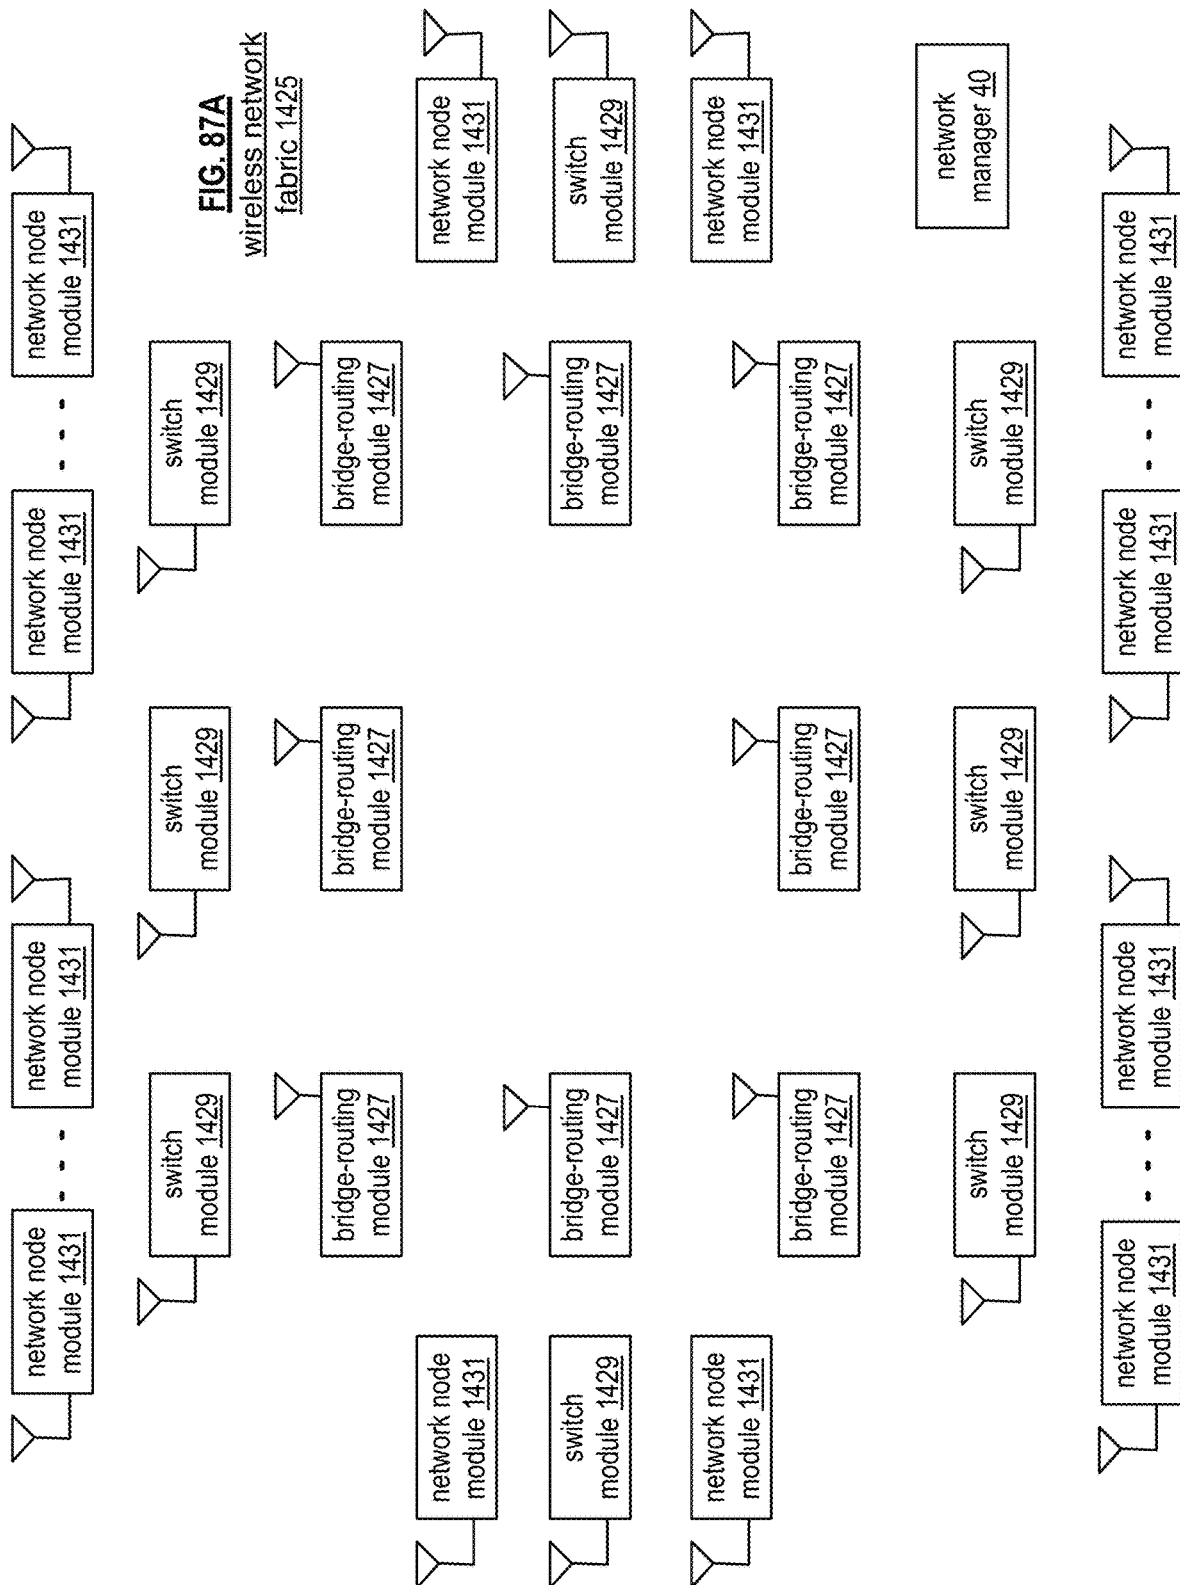 network node
module 1431
network node
module 1431
network node
module 1431
network node
module 1431
switch
module 1429
switch
module 1429
switch
module 1429
FIG. 87A
wireless network
fabric 1425
bridge-routing
module 1427
bridge-routing
module 1427
bridge-routing
module 1427
network node
module 1431
network node
module 1431
switch
module 1429
bridge-routing
module 1427
bridge-routing
module 1427
switch
module 1429
network node
module 1431
network node
module 1431
bridge-routing
module 1427
bridge-routing
module 1427
bridge-routing
module 1427
switch
module 1429
switch
module 1429
switch
module 1429
network
manager 40
network node
module 1431
network node
module 1431
network node
module 1431
network node
module 1431